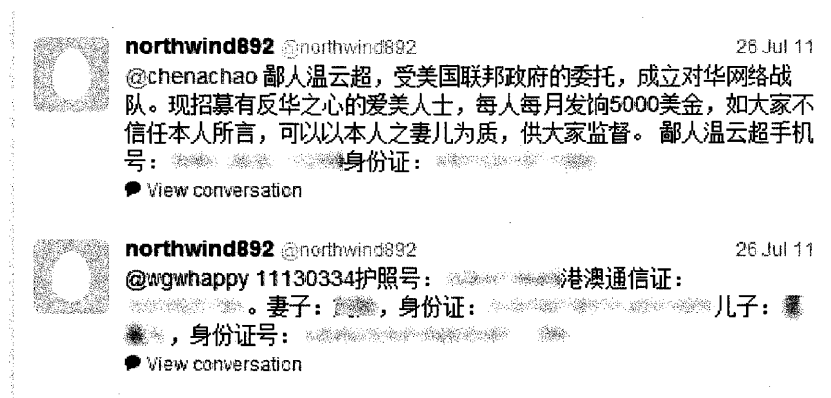 northwind892 @northwind892 26 Jul 11
@chenachao 鄙人温云超，受美国联邦政府的委托，成立对华网络战
队。现招募有反华之心的爱美人士，每人每月发饷5000美金，如大家不
信任本人所言，可以以本人之妻儿为质，供大家监督。 鄙人温云超手机
号： 身份证：
View conversation
northwind892 @northwind892 26 Jul 11
@wgwhappy 11130334护照号： 港澳通信证：
。妻子： ，身份证： 儿子：
，身份证号：
View conversation